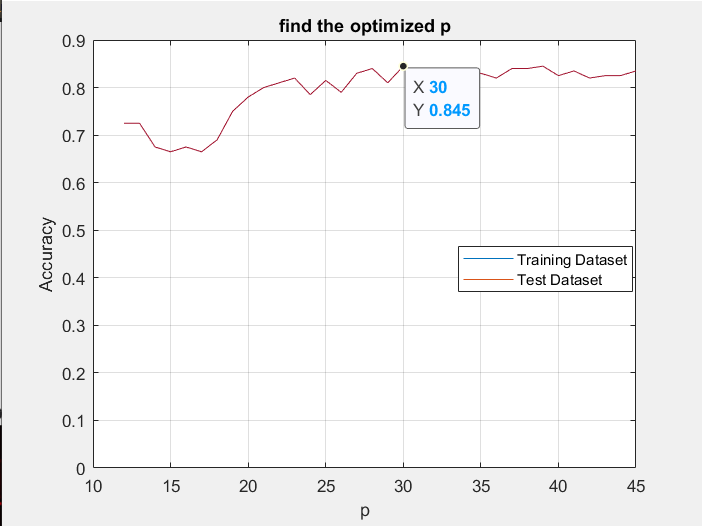 find the optimized p
0.9
0.8
0.7
0.6
0.5
0.4
0.3
0.2
0.1
0
Accuracy
X 30
Y 0.845
Training Dataset
Test Dataset
10 15 20 25 30 35 40 45
p